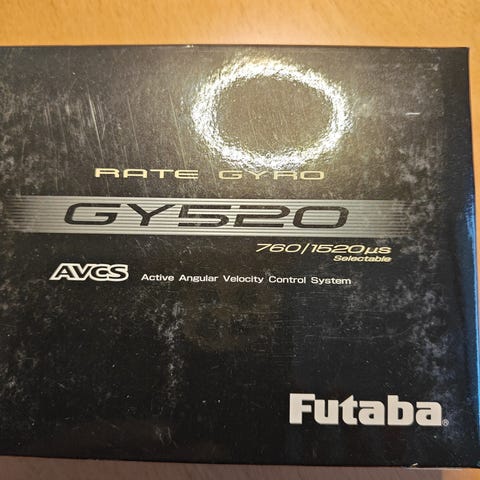 RATE GYRO
GY520
760/1520µs
Selectable
AVCS Active Angular Velocity Control System
Futaba®